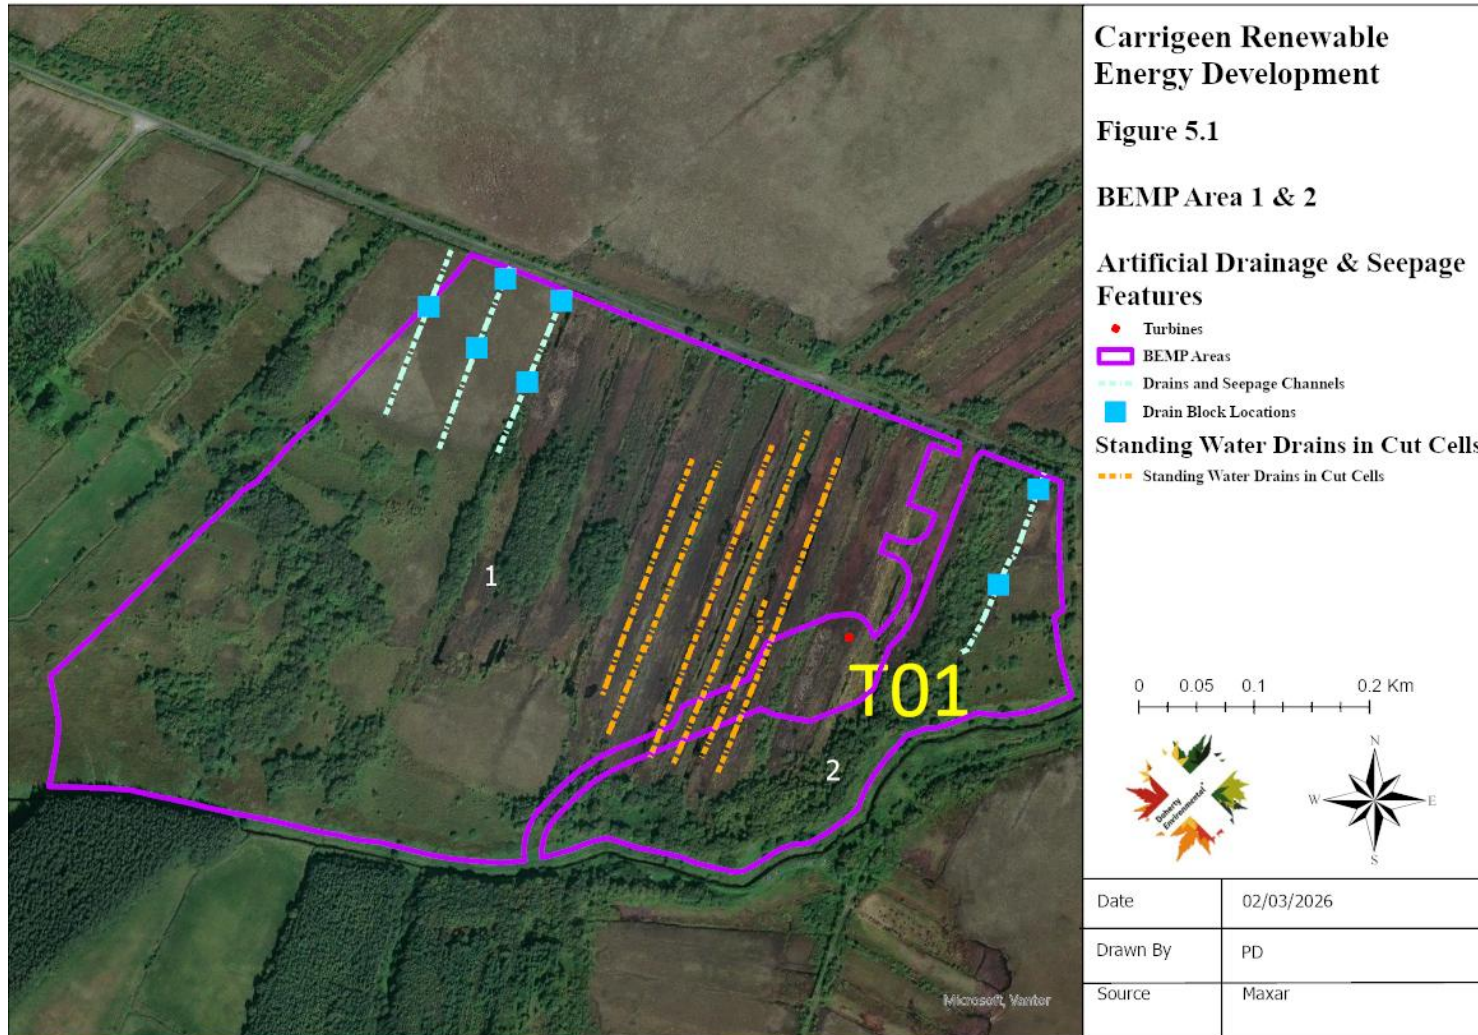 Carrigeen Renewable
Energy Development
Figure 5.1
BEMP Area 1 & 2
Artificial Drainage & Seepage
Features
Turbines
BEMP Areas
Drains and Seepage Channels
Drain Block Locations
Standing Water Drains in Cut Cells
Standing Water Drains in Cut Cells
1
T01
2
0 0.05 0.1 0.2 Km
Doherty
Environmental
N
W E
S
Date 02/03/2026
Drawn By PD
Source Maxar
Microsoft, Vantor